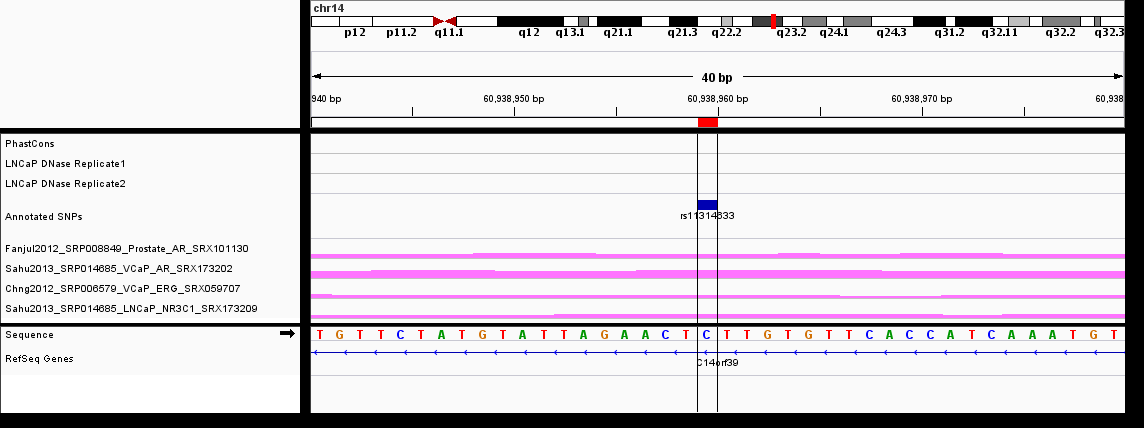 chr14
p12 p11.2 q11.1 q12 q13.1 q21.1 q21.3 q22.2 q23.2 q24.1 q24.3 q31.2 q32.11 q32.2 q32.3
40 bp
940 bp 60,938,950 bp 60,938,960 bp 60,938,970 bp 60,938
PhastCons
LNCaP DNase Replicate1
LNCaP DNase Replicate2
Annotated SNPs
rs11314633
Fanjul2012_SRP008849_Prostate_AR_SRX101130
Sahu2013_SRP014685_VCaP_AR_SRX173202
Chng2012_SRP006579_VCaP_ERG_SRX059707
Sahu2013_SRP014685_LNCaP_NR3C1_SRX173209
Sequence T G T T C T A T G T A T T A G A A C T C T T G T G T T C A C C A T C A A A T G T
RefSeq Genes
C14orf39